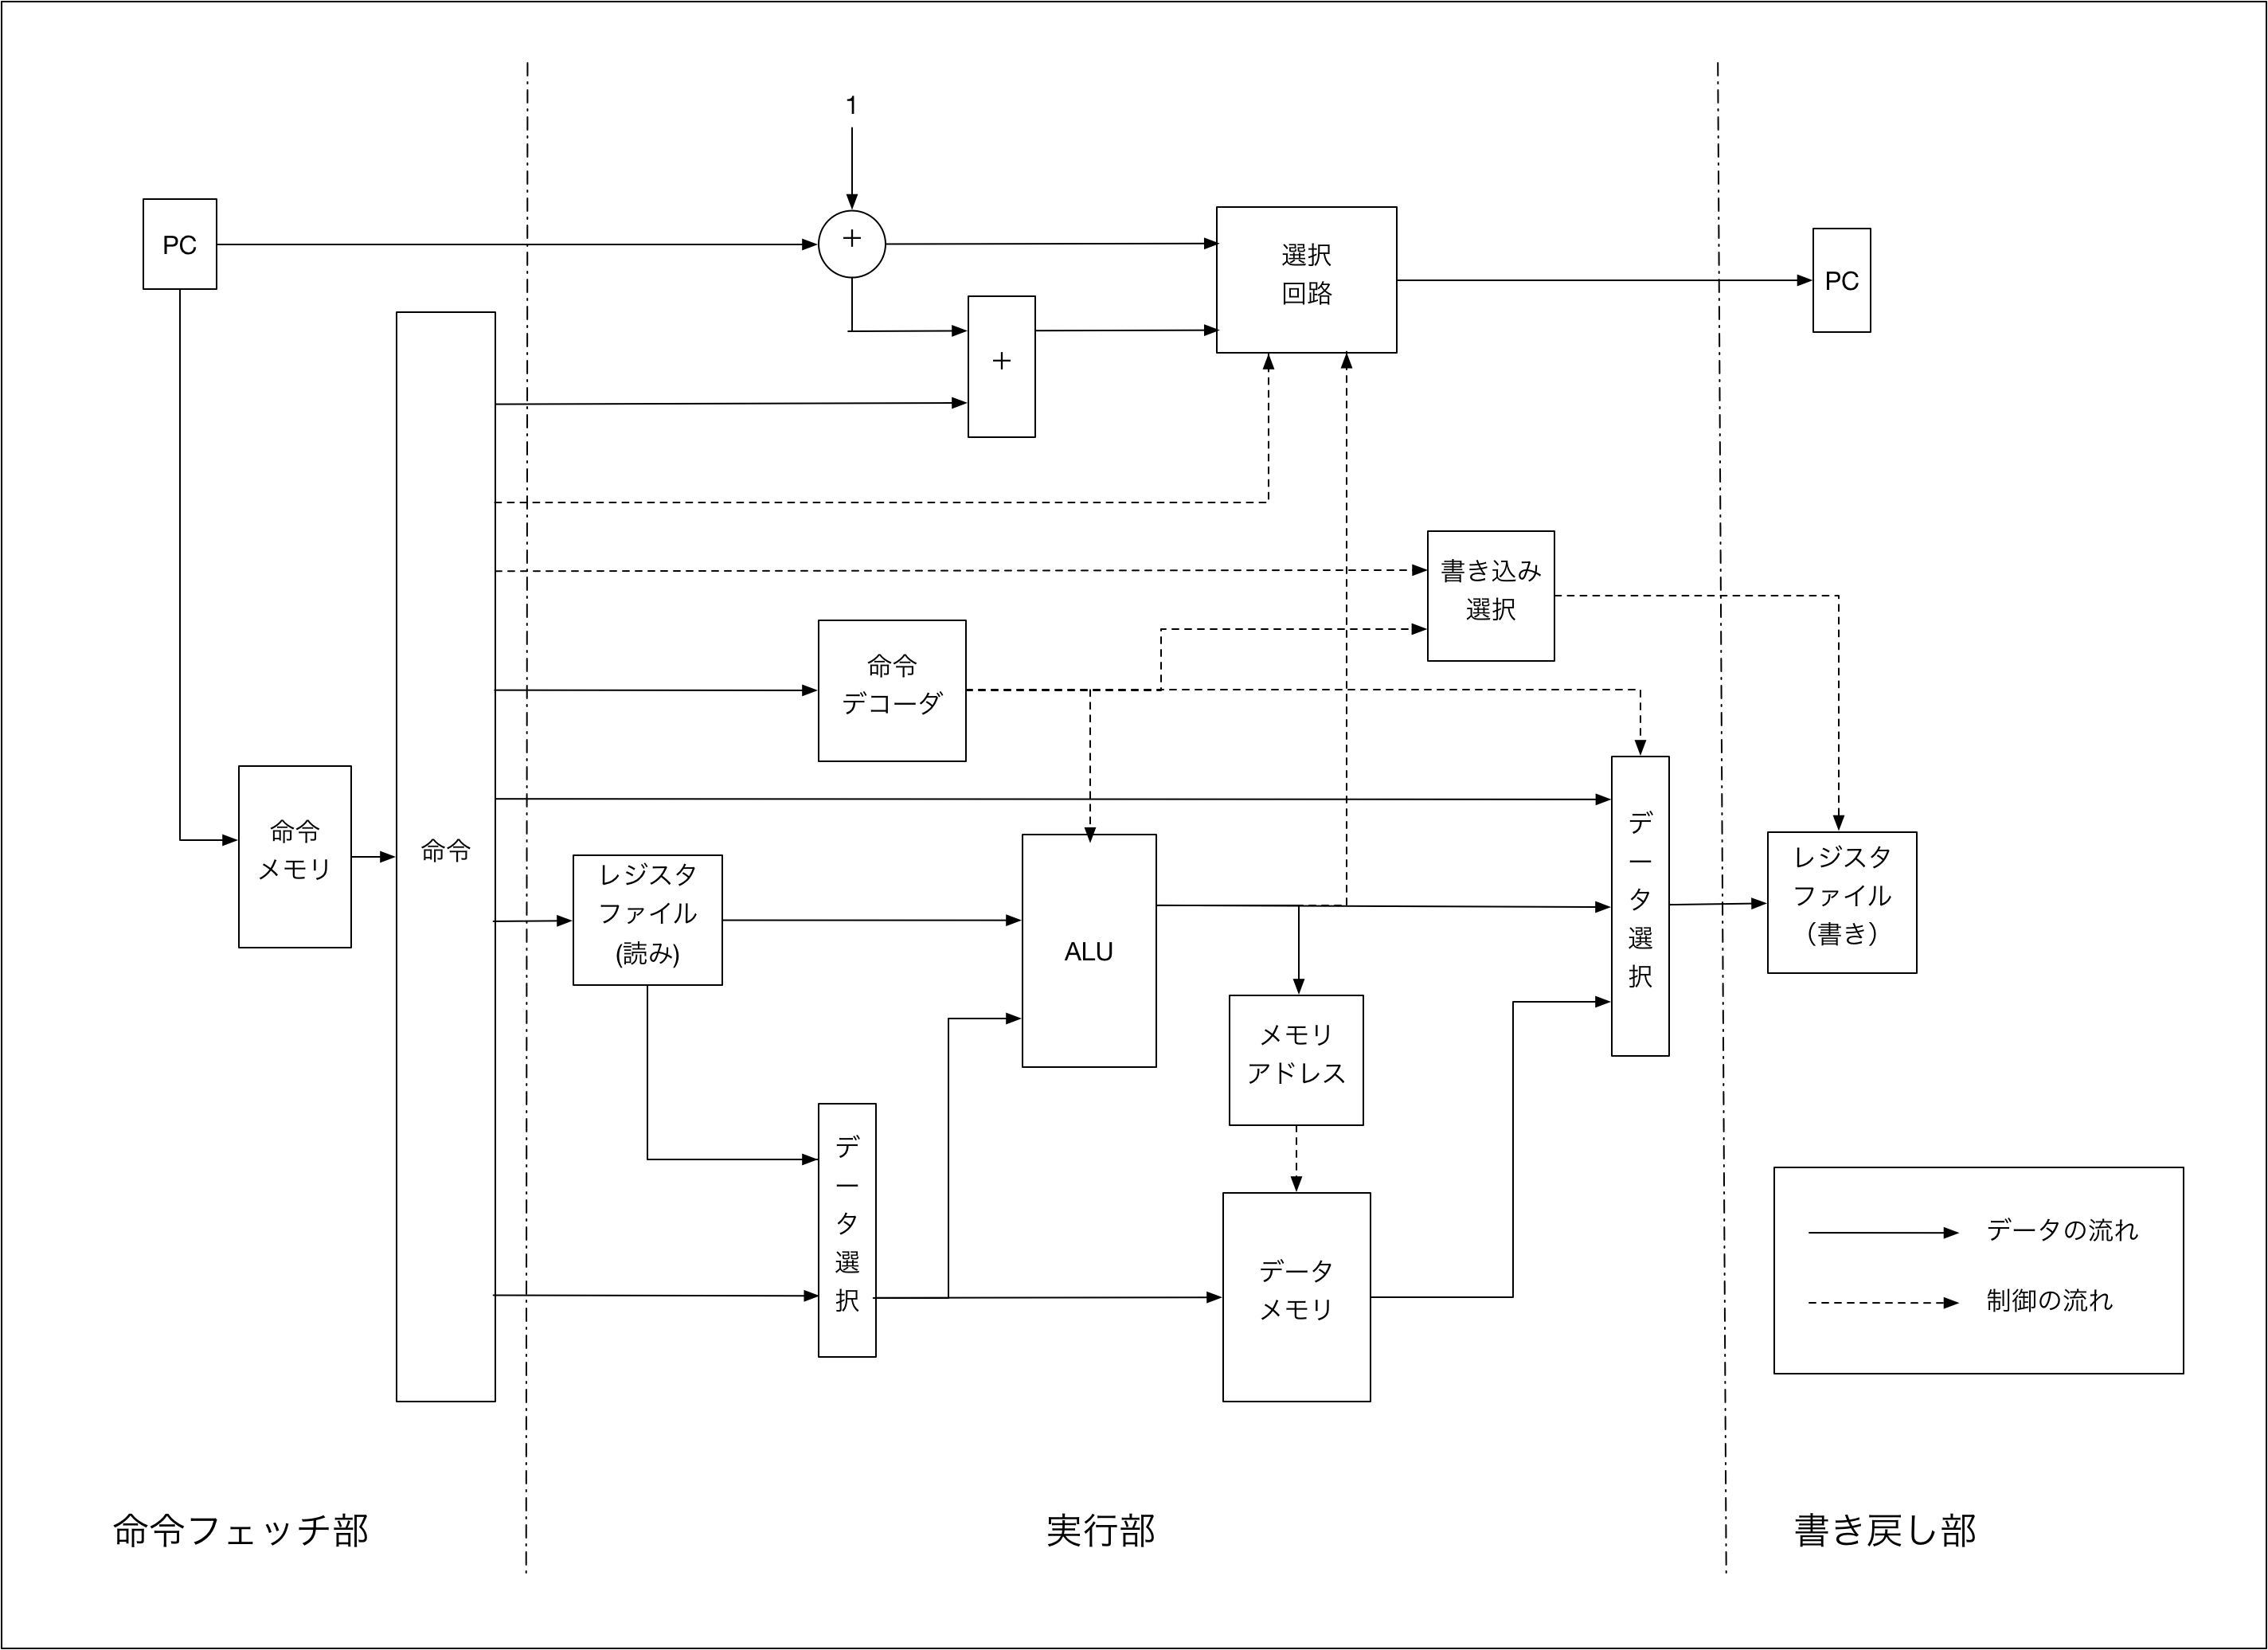 1
PC
+
選択
回路
PC
+
書き込み
選択
命令
デコーダ
命令
メモリ
命令
レジスタ
ファイル
(読み)
ALU
データ選択
レジスタ
ファイル
(書き)
メモリ
アドレス
データ選択
データ
メモリ
データの流れ
制御の流れ
命令フェッチ部
実行部
書き戻し部